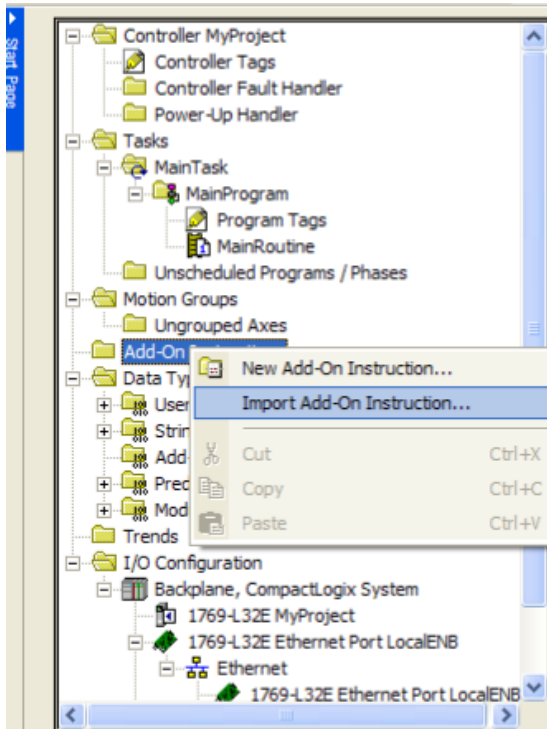 Start Page
Controller MyProject
Controller Tags
Controller Fault Handler
Power-Up Handler
Tasks
MainTask
MainProgram
Program Tags
MainRoutine
Unscheduled Programs / Phases
Motion Groups
Ungrouped Axes
Add-On
New Add-On Instruction...
Data Ty
User
Import Add-On Instruction...
Strin
Add-
Cut Ctrl+X
Pred
Copy Ctrl+C
Mod
Paste Ctrl+V
Trends
I/O Configuration
Backplane, CompactLogix System
1769-L32E MyProject
1769-L32E Ethernet Port LocalENB
Ethernet
1769-L32E Ethernet Port LocalENB